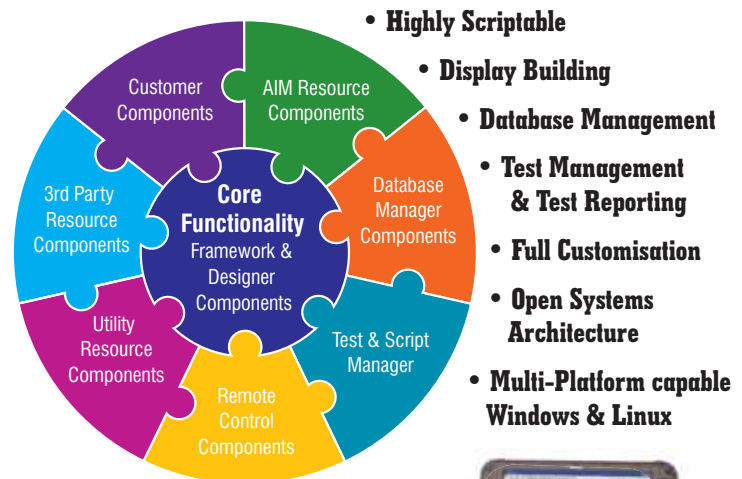 Customer
Components
AIM Resource
Components
Database
Manager
Components
Test & Script
Manager
Remote
Control
Components
Utility
Resource
Components
3rd Party
Resource
Components
Core
Functionality
Framework &
Designer
Components
• Highly Scriptable
• Display Building
• Database Management
• Test Management
& Test Reporting
• Full Customisation
• Open Systems
Architecture
• Multi-Platform capable
Windows & Linux